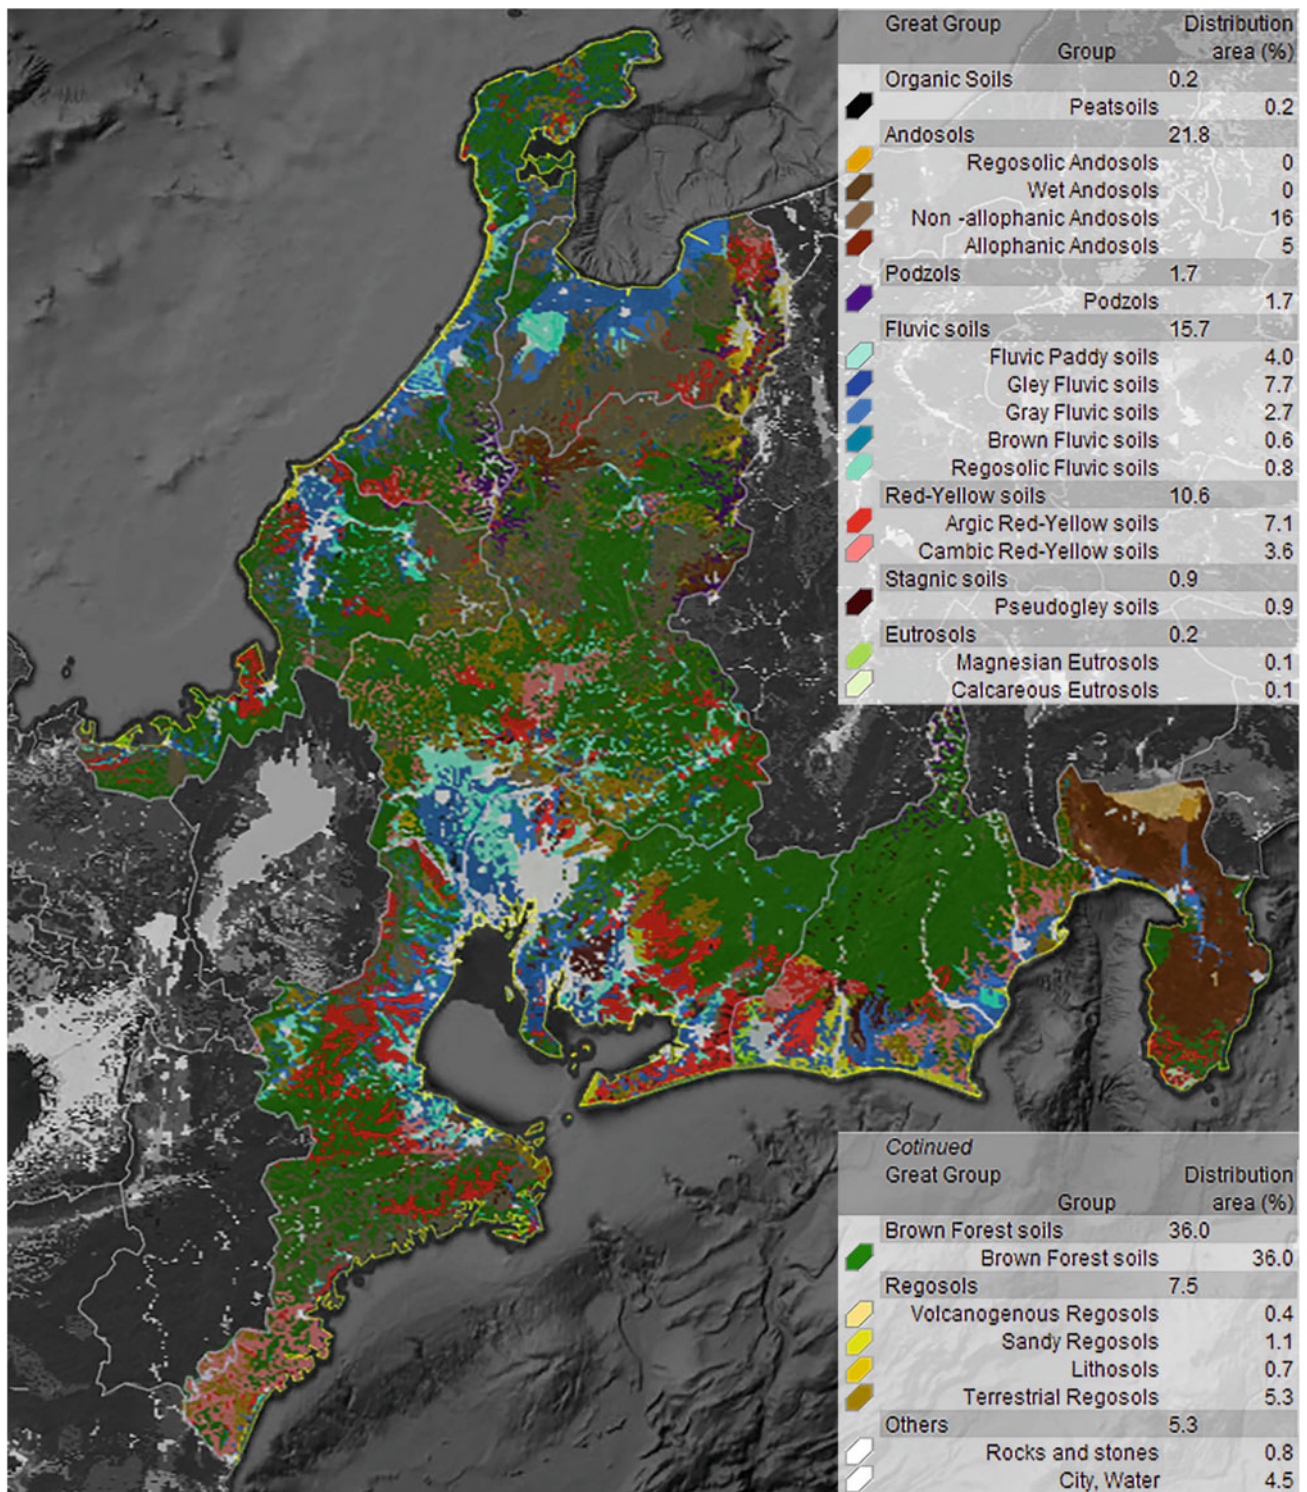 Great Group Distribution
Group area (%)
Organic Soils 0.2
Peatsoils 0.2
Andosols 21.8
Regosolic Andosols 0
Wet Andosols 0
Non -allophanic Andosols 16
Allophanic Andosols 5
Podzols 1.7
Podzols 1.7
Fluvic soils 15.7
Fluvic Paddy soils 4.0
Gley Fluvic soils 7.7
Gray Fluvic soils 2.7
Brown Fluvic soils 0.6
Regosolic Fluvic soils 0.8
Red-Yellow soils 10.6
Argic Red-Yellow soils 7.1
Cambic Red-Yellow soils 3.6
Stagnic soils 0.9
Pseudogley soils 0.9
Eutrosols 0.2
Magnesian Eutrosols 0.1
Calcareous Eutrosols 0.1
1
Cotinued
Great Group Distribution
Group area (%)
Brown Forest soils 36.0
Brown Forest soils 36.0
Regosols 7.5
Volcanogenous Regosols 0.4
Sandy Regosols 1.1
Lithosols 0.7
Terrestrial Regosols 5.3
Others 5.3
Rocks and stones 0.8
City, Water 4.5